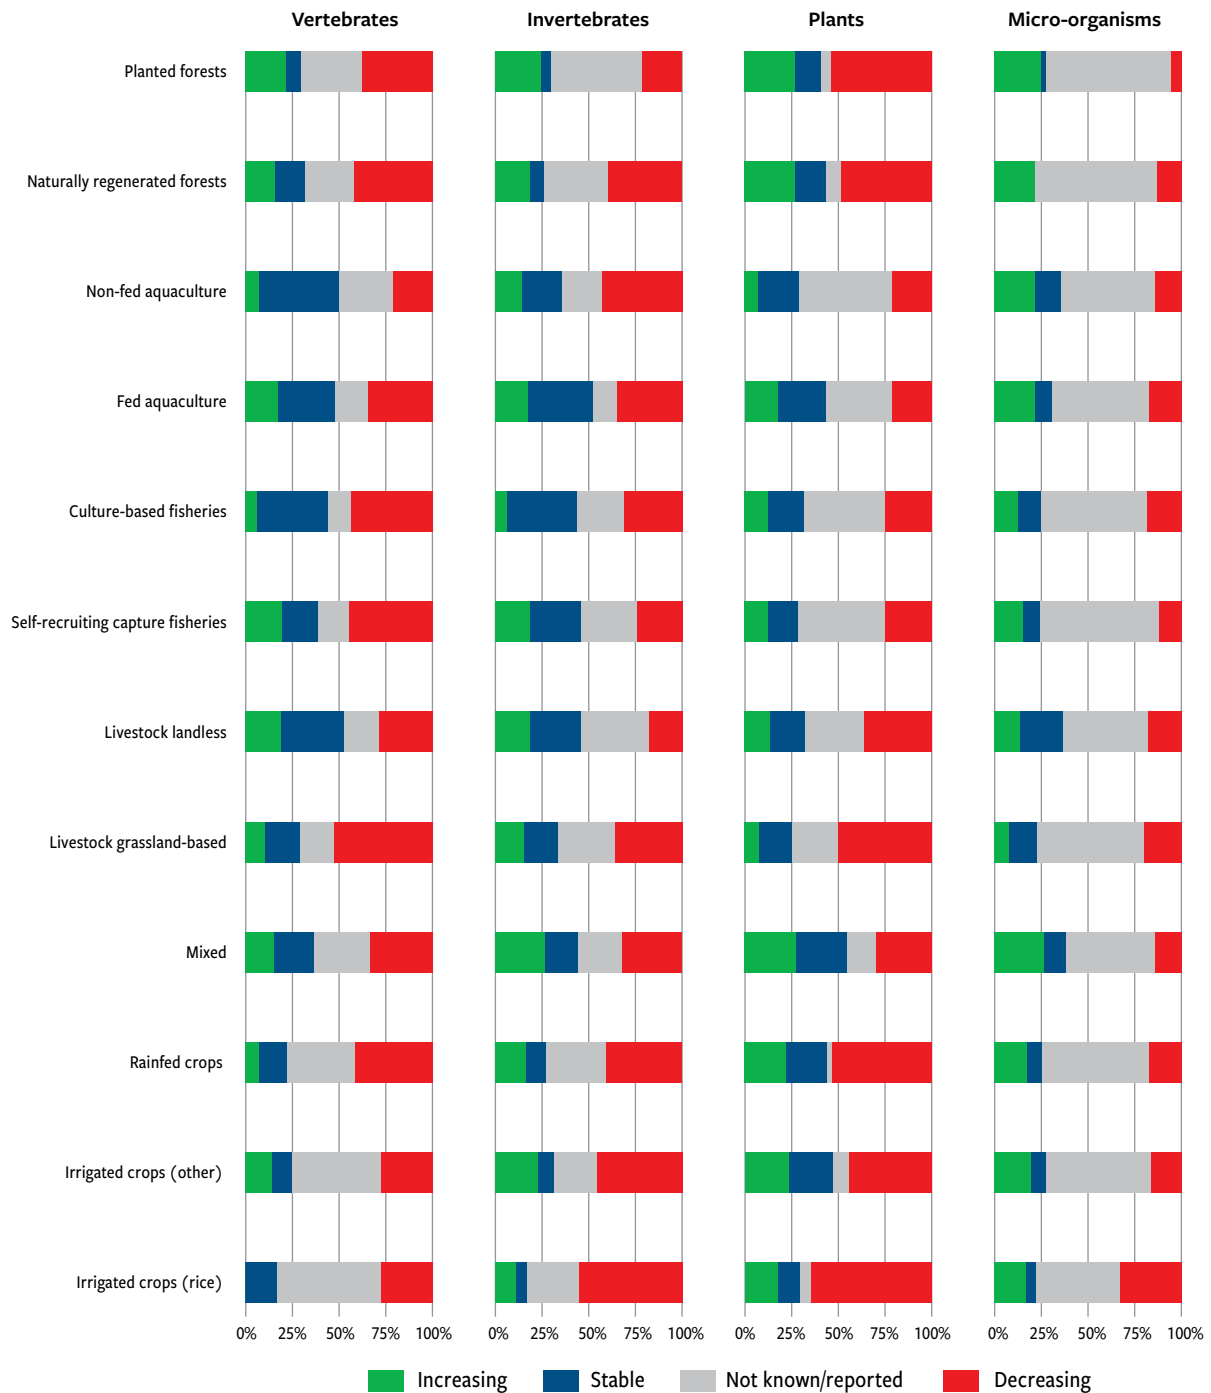 Vertebrates Invertebrates Plants Micro-organisms
Planted forests
Naturally regenerated forests
Non-fed aquaculture
Fed aquaculture
Culture-based fisheries
Self-recruiting capture fisheries
Livestock landless
Livestock grassland-based
Mixed
Rainfed crops
Irrigated crops (other)
Irrigated crops (rice)
0% 25% 50% 75% 100% 0% 25% 50% 75% 100% 0% 25% 50% 75% 100% 0% 25% 50% 75% 100%
Increasing Stable Not known/reported Decreasing